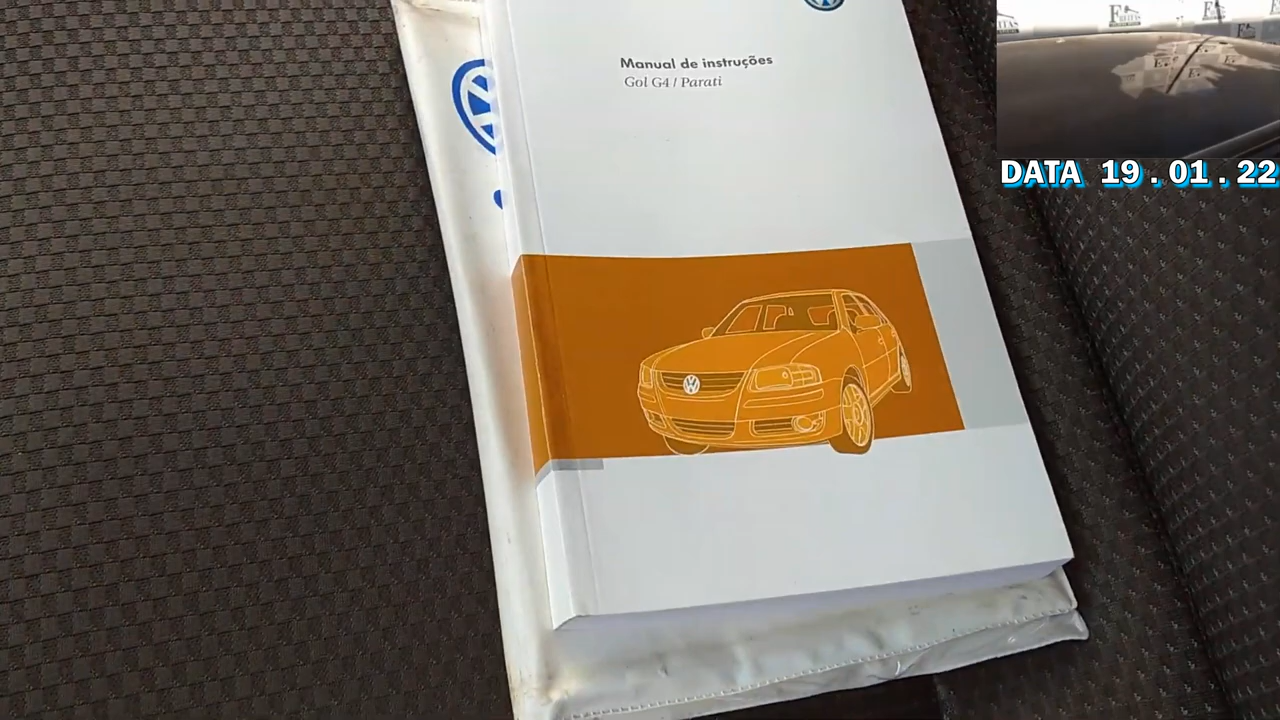 Manual de instruções
Gol G4 / Parati
DATA 19.01.22